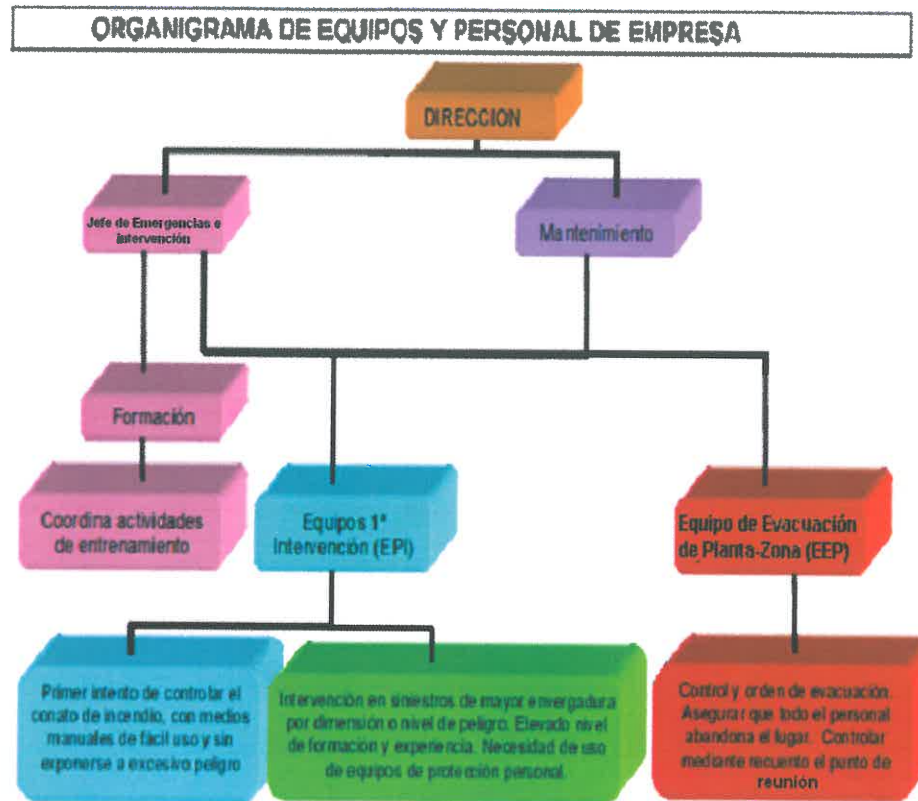 ORGANIGRAMA DE EQUIPOS Y PERSONAL DE EMPRESA
DIRECCION
Jefe de Emergencias e
Intervención
Mantenimiento
Formación
Coordina actividades
de entrenamiento
Equipos 1ª
Intervención (EPI)
Equipo de Evacuación
de Planta-Zona (EEP)
Primer intento de controlar el
conato de incendio, con medios
manuales de fácil uso y sin
exponerse a excesivo peligro
Intervención en siniestros de mayor envergadura
por dimensión o nivel de peligro. Elevado nivel
de formación y experiencia. Necesidad de uso
de equipos de protección personal.
Control y orden de evacuación.
Asegurar que todo el personal
abandona el lugar. Controlar
mediante recuento el punto de
reunión